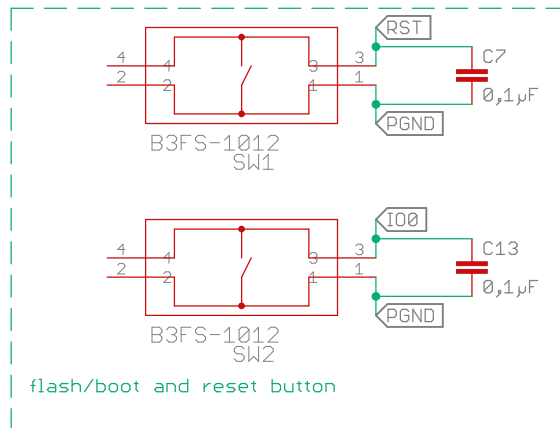 RST
4
4
3
3
C7
2
2
1
1
0,1µF
PGND
B3FS-1012
SW1
IO0
4
4
3
3
C13
2
2
1
1
0,1µF
PGND
B3FS-1012
SW2
flash/boot and reset button